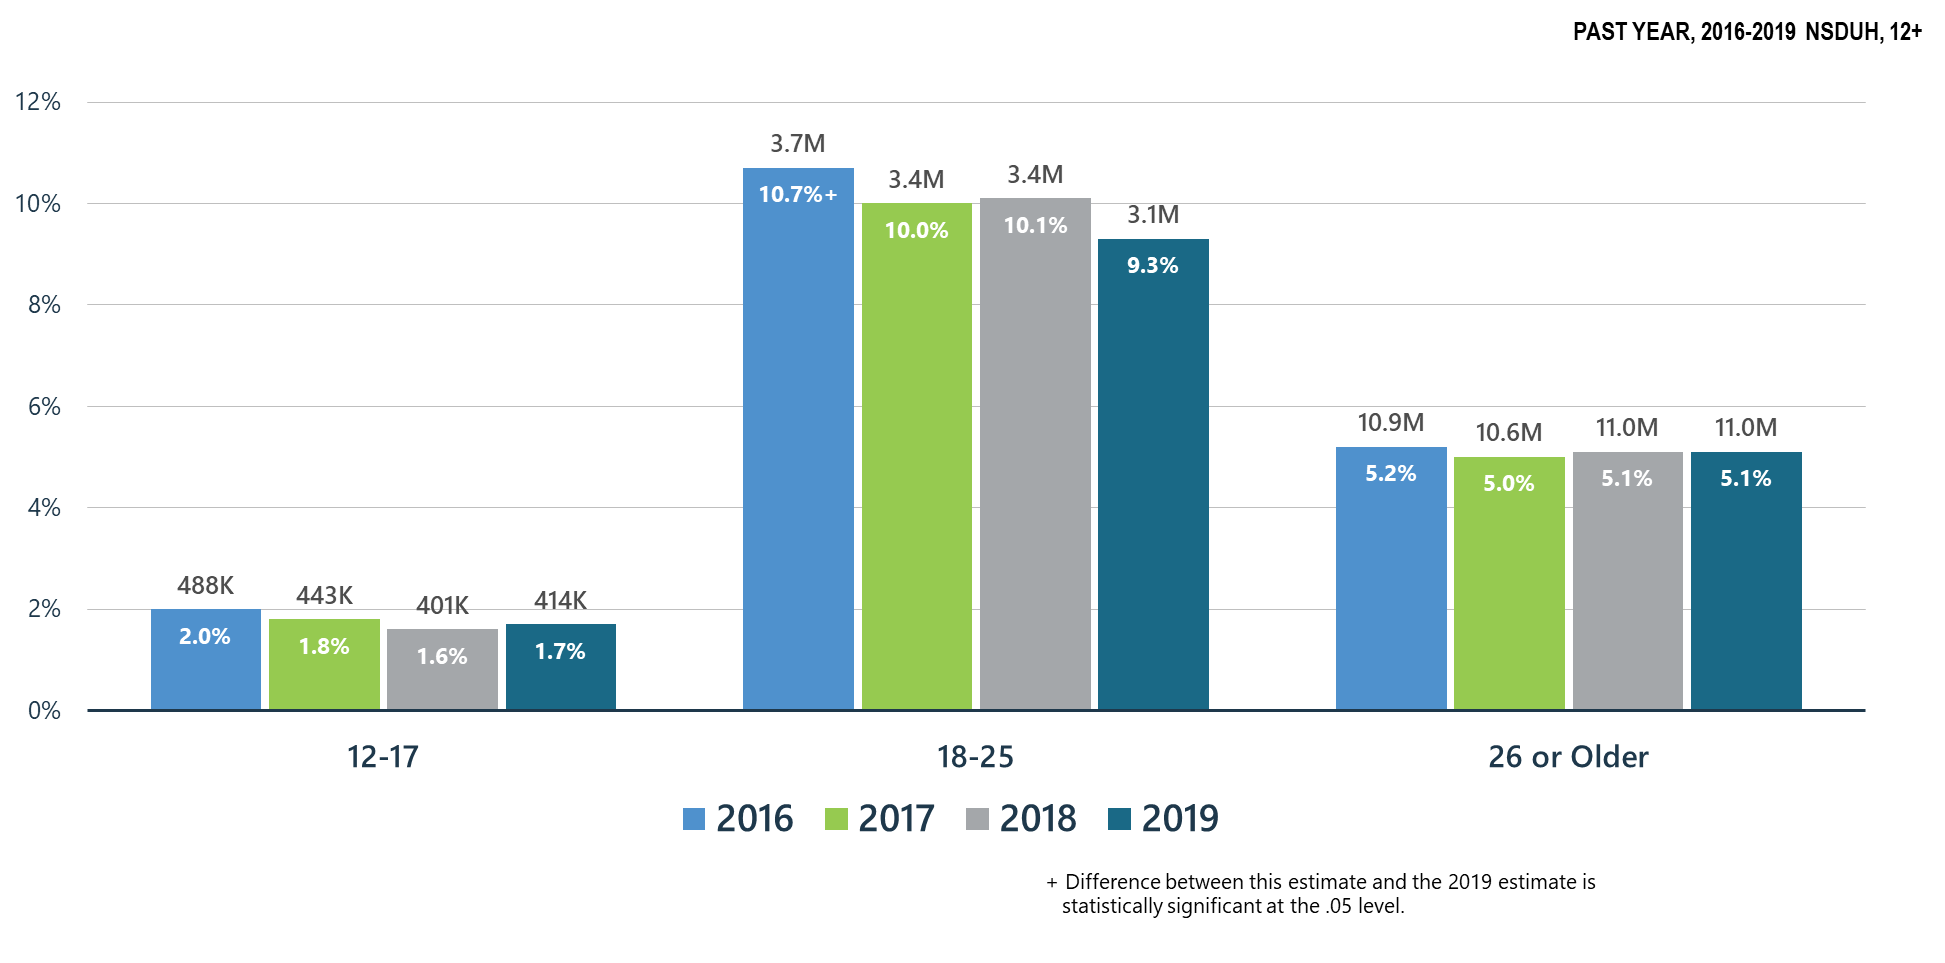 PAST YEAR, 2016-2019 NSDUH, 12+
12%
10%
8%
6%
4%
2%
0%
488K
443K
401K
414K
2.0%
1.8%
1.6%
1.7%
3.7M
3.4M
3.4M
3.1M
10.7%+
10.0%
10.1%
9.3%
10.9M
10.6M
11.0M
11.0M
5.2%
5.0%
5.1%
5.1%
12-17
18-25
26 or Older
2016
2017
2018
2019
+ Difference between this estimate and the 2019 estimate is
statistically significant at the .05 level.